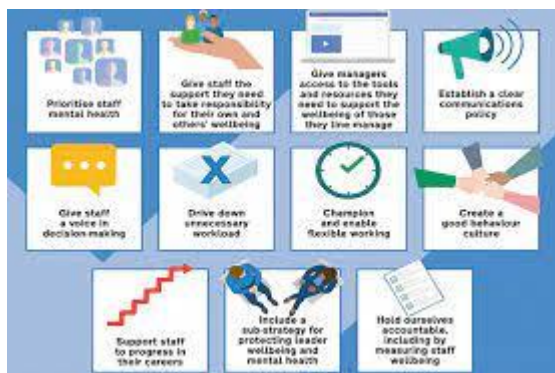 Prioritise staff
mental health
Give staff the
support they need
to take responsibility
for their own and
others' wellbeing
Give managers
access to the tools
and resources they
need to support the
wellbeing of those
they line manage
Establish a clear
communications
policy
Give staff
a voice in
decision-making
Drive down
unnecessary
workload
Champion
and enable
flexible working
Create a
good behaviour
culture
Support staff
to progress in
their careers
Include a
sub-strategy for
protecting leader
wellbeing and
mental health
Hold ourselves
accountable,
including by
measuring staff
wellbeing